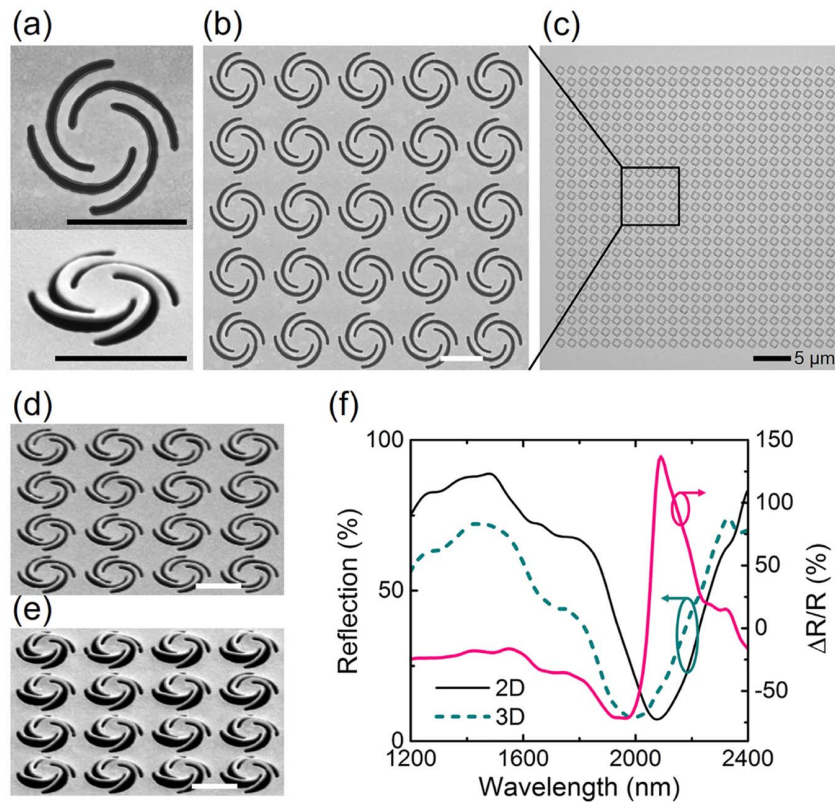 (a)
(b)
(c)
5 μm
(d)
(e)
(f)
100
50
0
Reflection (%)
150
100
50
0
-50
ΔR/R (%)
2D
3D
1200
1600
2000
2400
Wavelength (nm)